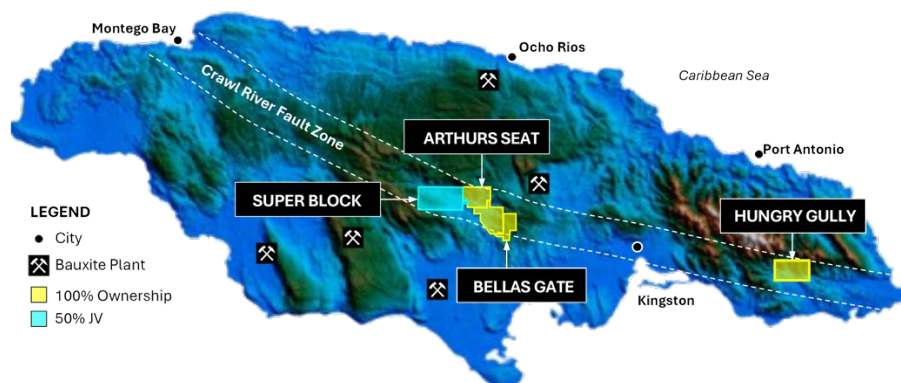 Montego Bay
Ocho Rios
Caribbean Sea
Crawl River Fault Zone
ARTHURS SEAT
Port Antonio
SUPER BLOCK
HUNGRY GULLY
LEGEND
City
Bauxite Plant
100% Ownership
50% JV
BELLAS GATE
Kingston